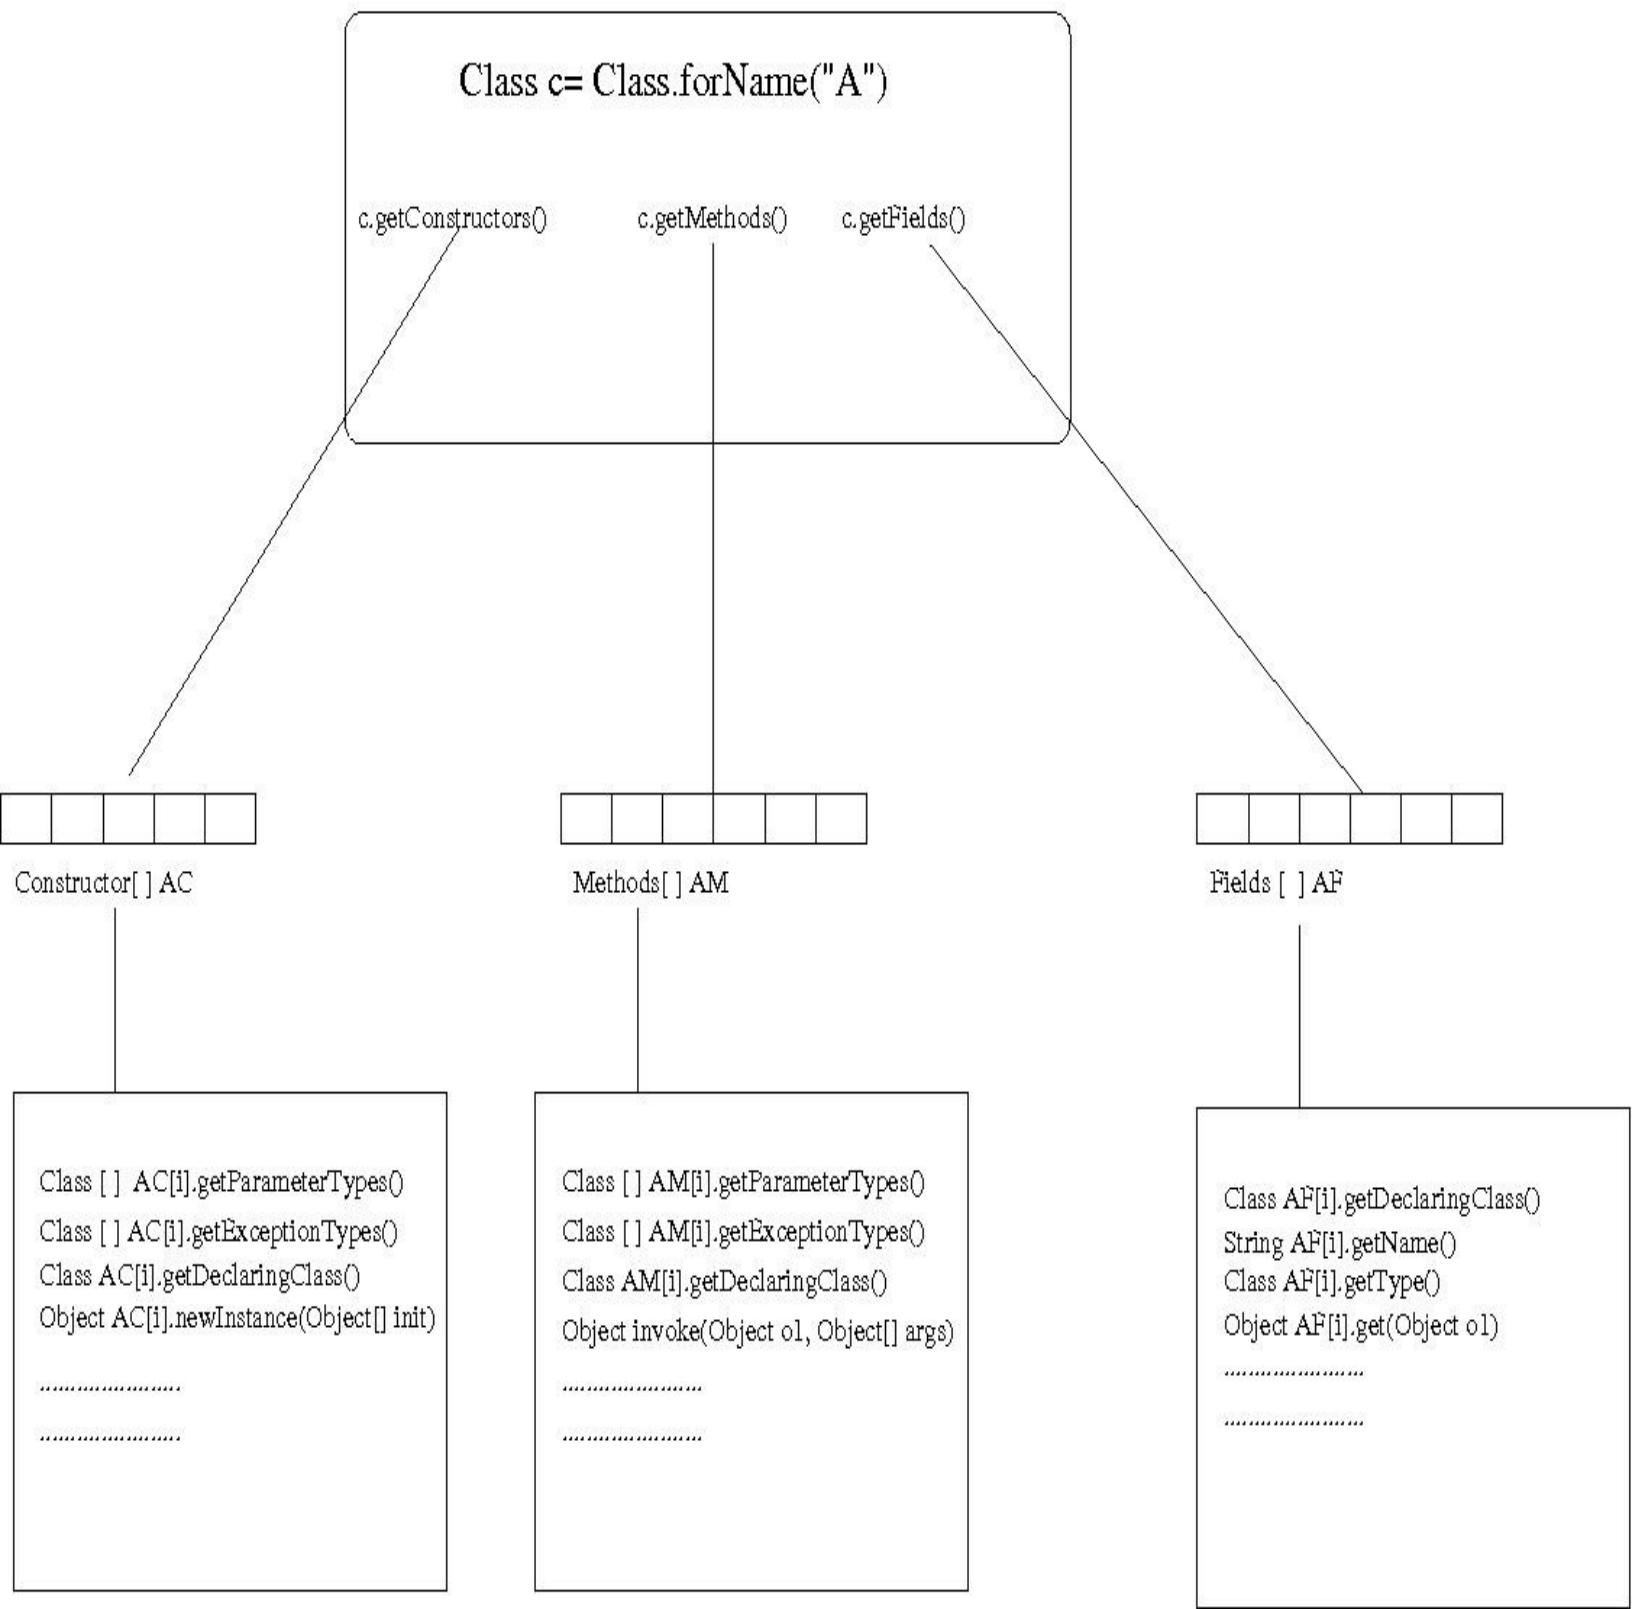 Class c= Class.forName("A")
c.getConstructors() c.getMethods() c.getFields()
Constructor[ ] AC
Methods[ ] AM
Fields [ ] AF
Class [ ] AC[i].getParameterTypes()
Class [ ] AC[i].getExceptionTypes()
Class AC[i].getDeclaringClass()
Object AC[i].newInstance(Object[] init)
.......................
.......................
Class [ ] AM[i].getParameterTypes()
Class [ ] AM[i].getExceptionTypes()
Class AM[i].getDeclaringClass()
Object invoke(Object o1, Object[] args)
.......................
.......................
Class AF[i].getDeclaringClass()
String AF[i].getName()
Class AF[i].getType()
Object AF[i].get(Object o1)
.......................
.......................